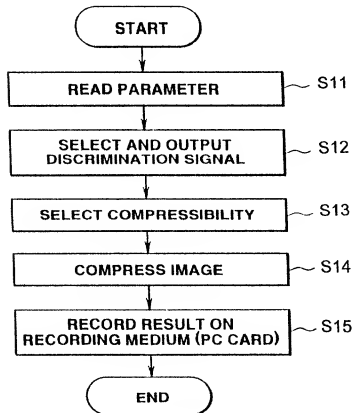 START
READ PARAMETER
S11
SELECT AND OUTPUT
DISCRIMINATION SIGNAL
S12
SELECT COMPRESSIBILITY
S13
COMPRESS IMAGE
S14
RECORD RESULT ON
RECORDING MEDIUM (PC CARD)
S15
END